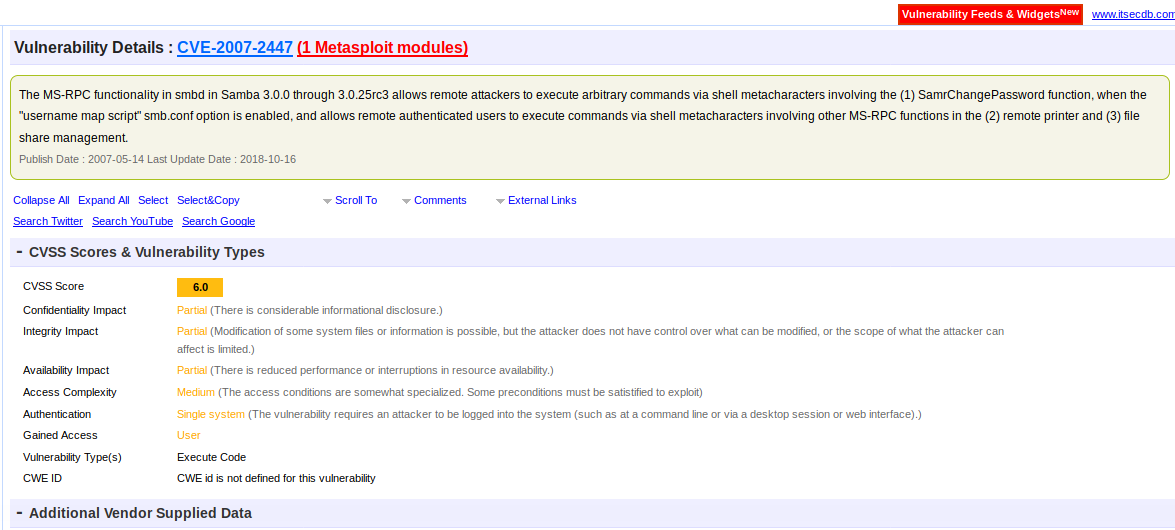 Vulnerability Feeds & WidgetsNew www.itsecdb.com
Vulnerability Details : CVE-2007-2447 (1 Metasploit modules)
The MS-RPC functionality in smbd in Samba 3.0.0 through 3.0.25rc3 allows remote attackers to execute arbitrary commands via shell metacharacters involving the (1) SamrChangePassword function, when the
"username map script" smb.conf option is enabled, and allows remote authenticated users to execute commands via shell metacharacters involving other MS-RPC functions in the (2) remote printer and (3) file
share management.
Publish Date : 2007-05-14 Last Update Date : 2018-10-16
Collapse All Expand All Select Select&Copy Scroll To Comments External Links
Search Twitter Search YouTube Search Google
- CVSS Scores & Vulnerability Types
CVSS Score 6.0
Confidentiality Impact Partial (There is considerable informational disclosure.)
Integrity Impact Partial (Modification of some system files or information is possible, but the attacker does not have control over what can be modified, or the scope of what the attacker can
affect is limited.)
Availability Impact Partial (There is reduced performance or interruptions in resource availability.)
Access Complexity Medium (The access conditions are somewhat specialized. Some preconditions must be satistified to exploit)
Authentication Single system (The vulnerability requires an attacker to be logged into the system (such as at a command line or via a desktop session or web interface).)
Gained Access User
Vulnerability Type(s) Execute Code
CWE ID CWE id is not defined for this vulnerability
- Additional Vendor Supplied Data